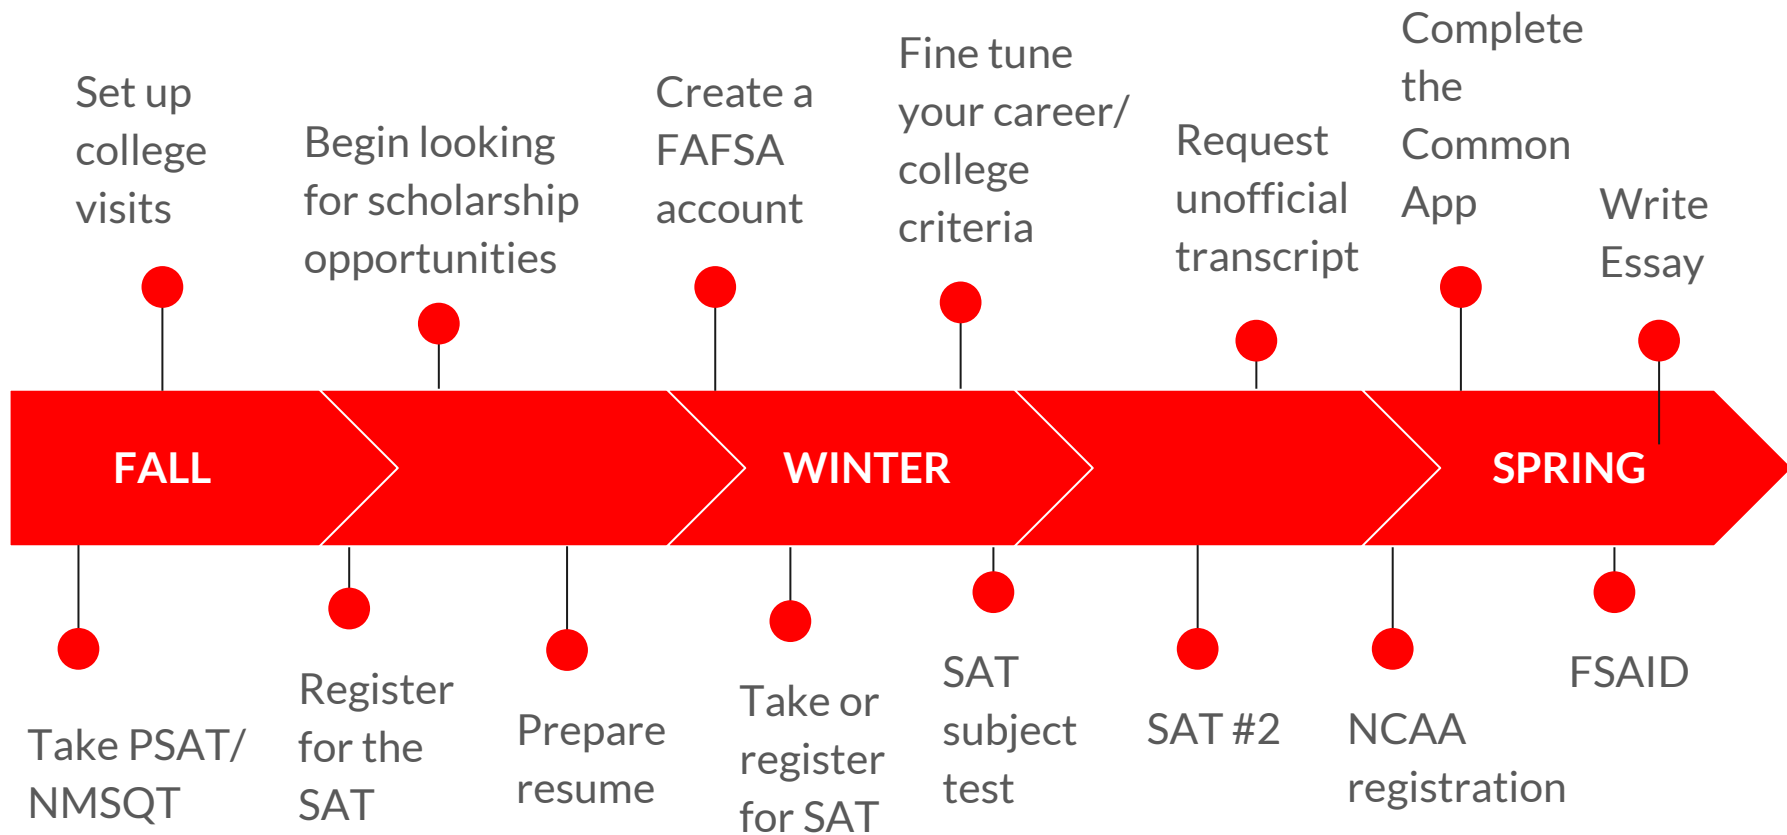 Set up
college
visits
Begin looking
for scholarship
opportunities
Create a
FAFSA
account
Fine tune
your career/
college
criteria
Request
unofficial
transcript
Complete
the
Common
App
Write
Essay
FALL
WINTER
SPRING
Take PSAT/
NMSQT
Register
for the
SAT
Prepare
resume
Take or
register
for SAT
SAT
subject
test
SAT #2
NCAA
registration
FSAID